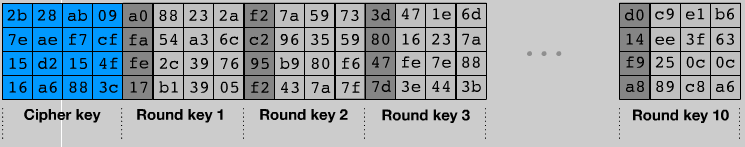 2b 28 ab 09 a0 88 23 2a f2 7a 59 73 3d 47 1e 6d d0 c9 e1 b6
7e ae f7 cf fa 54 a3 6c c2 96 35 59 80 16 23 7a 14 ee 3f 63
15 d2 15 4f fe 2c 39 76 95 b9 80 f6 47 fe 7e 88 ... f9 25 0c 0c
16 a6 88 3c 17 b1 39 05 f2 43 7a 7f 7d 3e 44 3b a8 89 c8 a6
Cipher key Round key 1 Round key 2 Round key 3 Round key 10